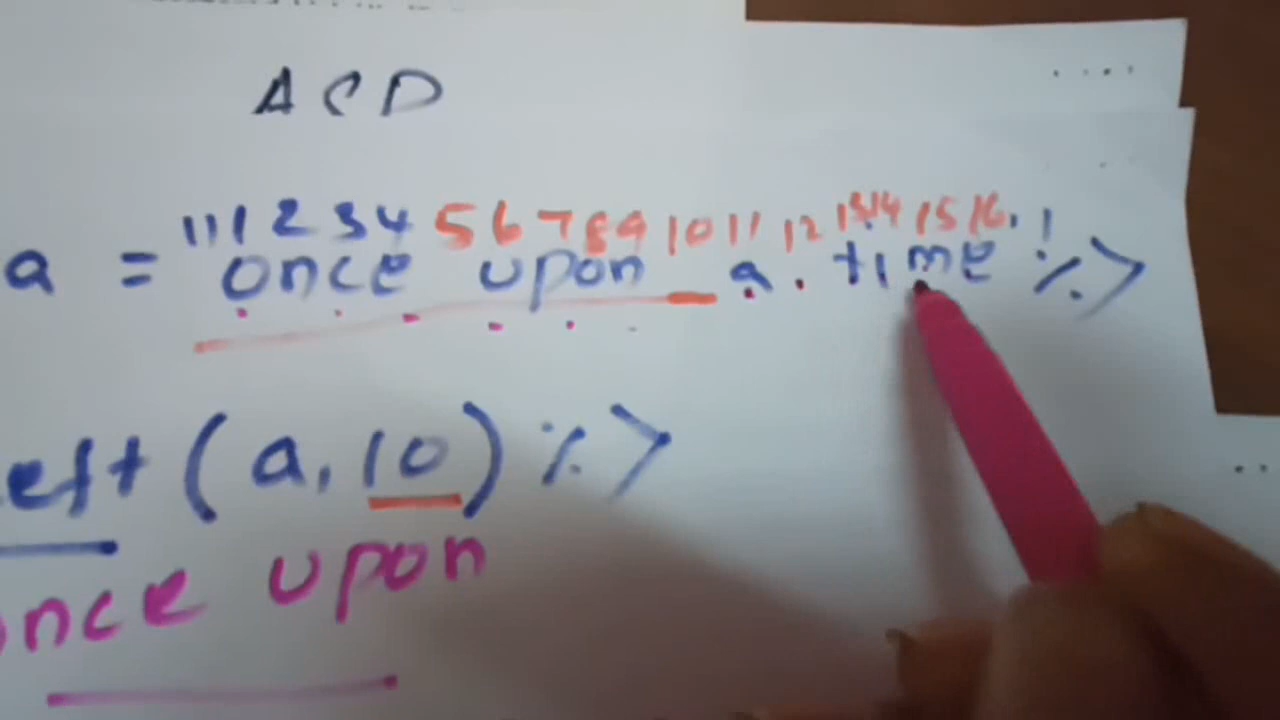 ACD
1 2 3 4 5 6 7 8 9 10 11 12 13 14 15 16
a = "once upon a time" %>
eft (a, 10) %>
nce upon